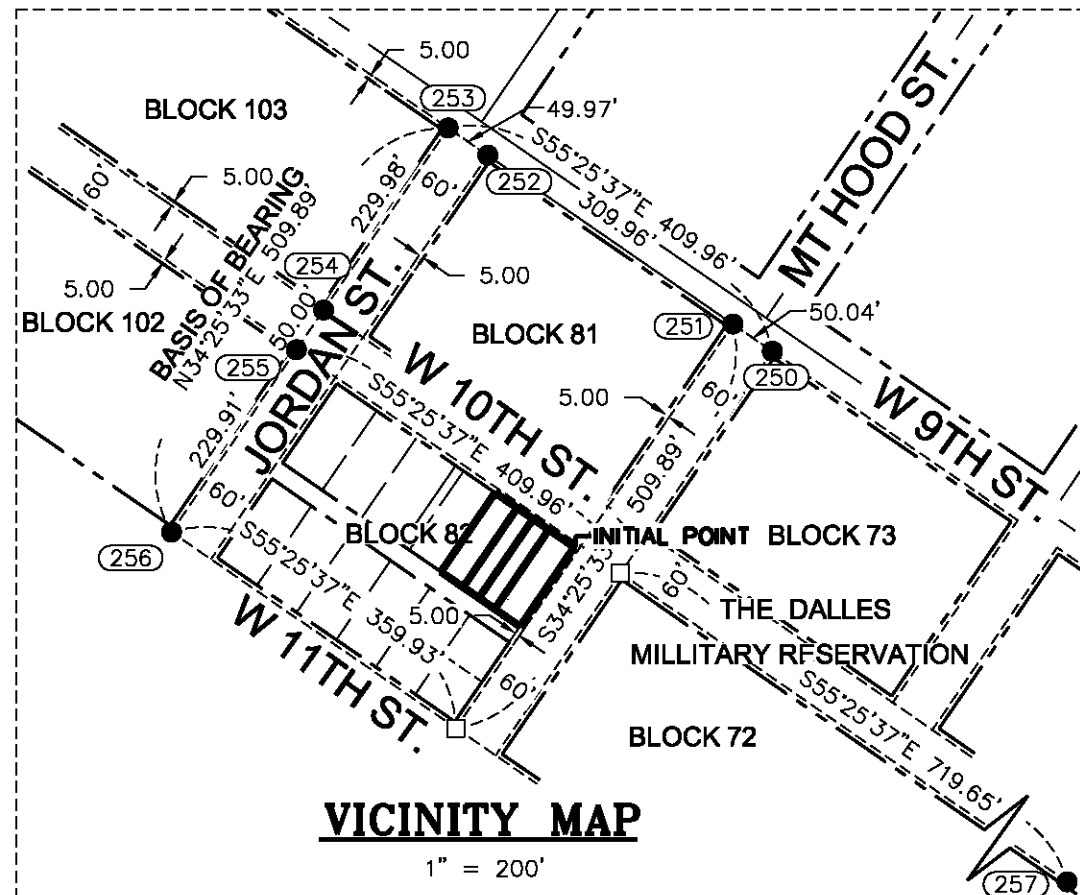 5.00
BLOCK 103
253
49.97'
60'
5.00
229.98'
60'
252
S55°25'37"E 409.96'
309.96'
MT HOOD ST.
BASIS OF BEARING
N34°25'33"E 509.89'
254
5.00
5.00
BLOCK 102
50.00'
255
JORDAN ST.
BLOCK 81
251
50.04'
250
5.00
60'
W 9TH ST.
W 10TH ST.
S55°25'37"E 409.96'
229.91'
509.89'
S34°25'33
60'
BLOCK 82
INITIAL POINT
BLOCK 73
256
S55°25'37"E 359.93'
5.00
60'
THE DALLES
MILLITARY RESERVATION
W 11TH ST.
60'
S55°25'37"E 719.65'
BLOCK 72
VICINITY MAP
1" = 200'
257